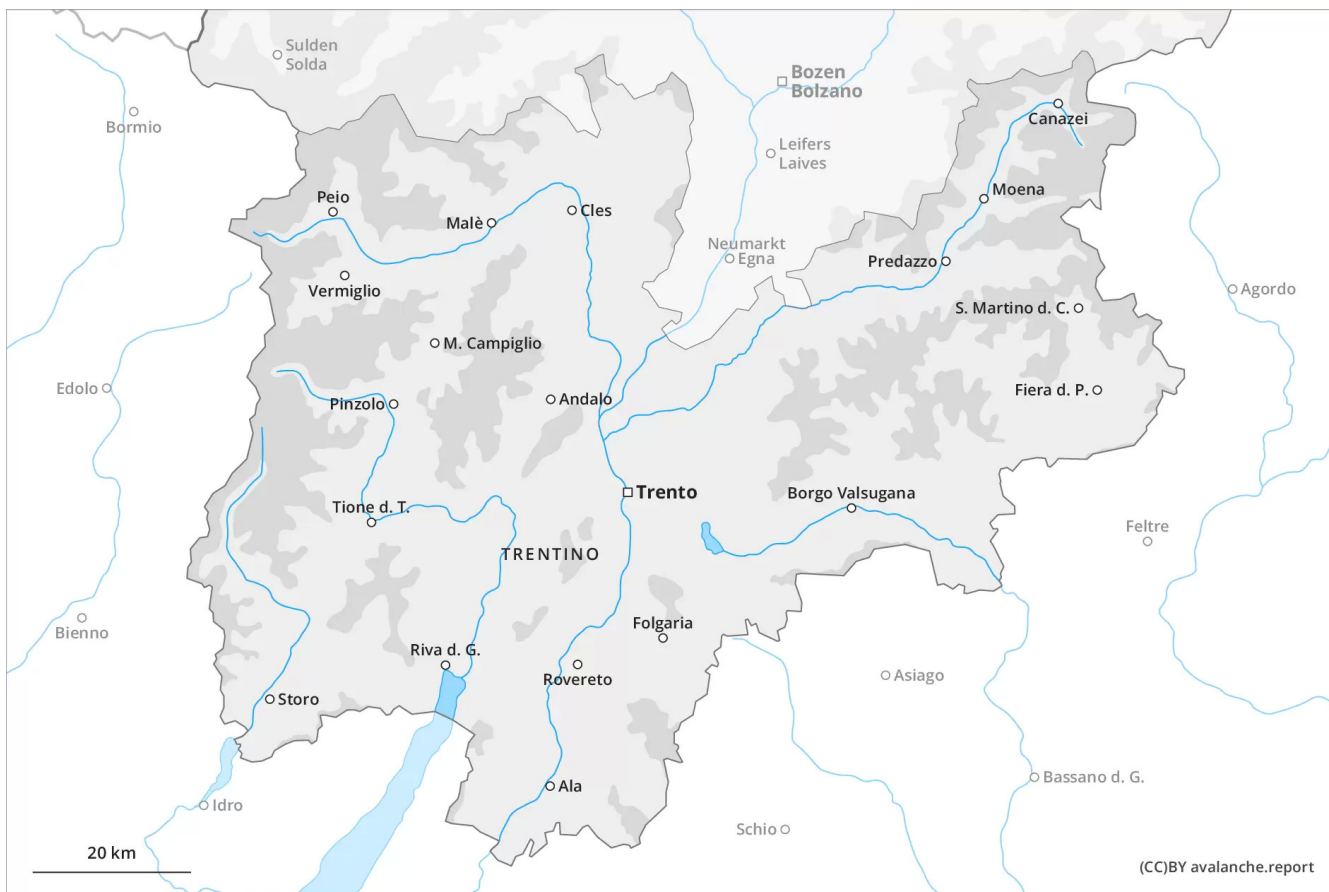 Sulden
Solda
Bozen
Bolzano
Bormio
Canazei
Leifers
Laives
Peio
Moena
Malè
Cles
Neumarkt
Egna
Predazzo
Vermiglio
Agordo
S. Martino d. C.
M. Campiglio
Edolo
Fiera d. P.
Pinzolo
Andalo
Trento
Borgo Valsugana
Tione d. T.
Feltre
TRENTINO
Bienno
Folgaria
Riva d. G.
Rovereto
Asiago
Storo
Bassano d. G.
Ala
Idro
Schio
20 km
(CC)BY avalanche.report